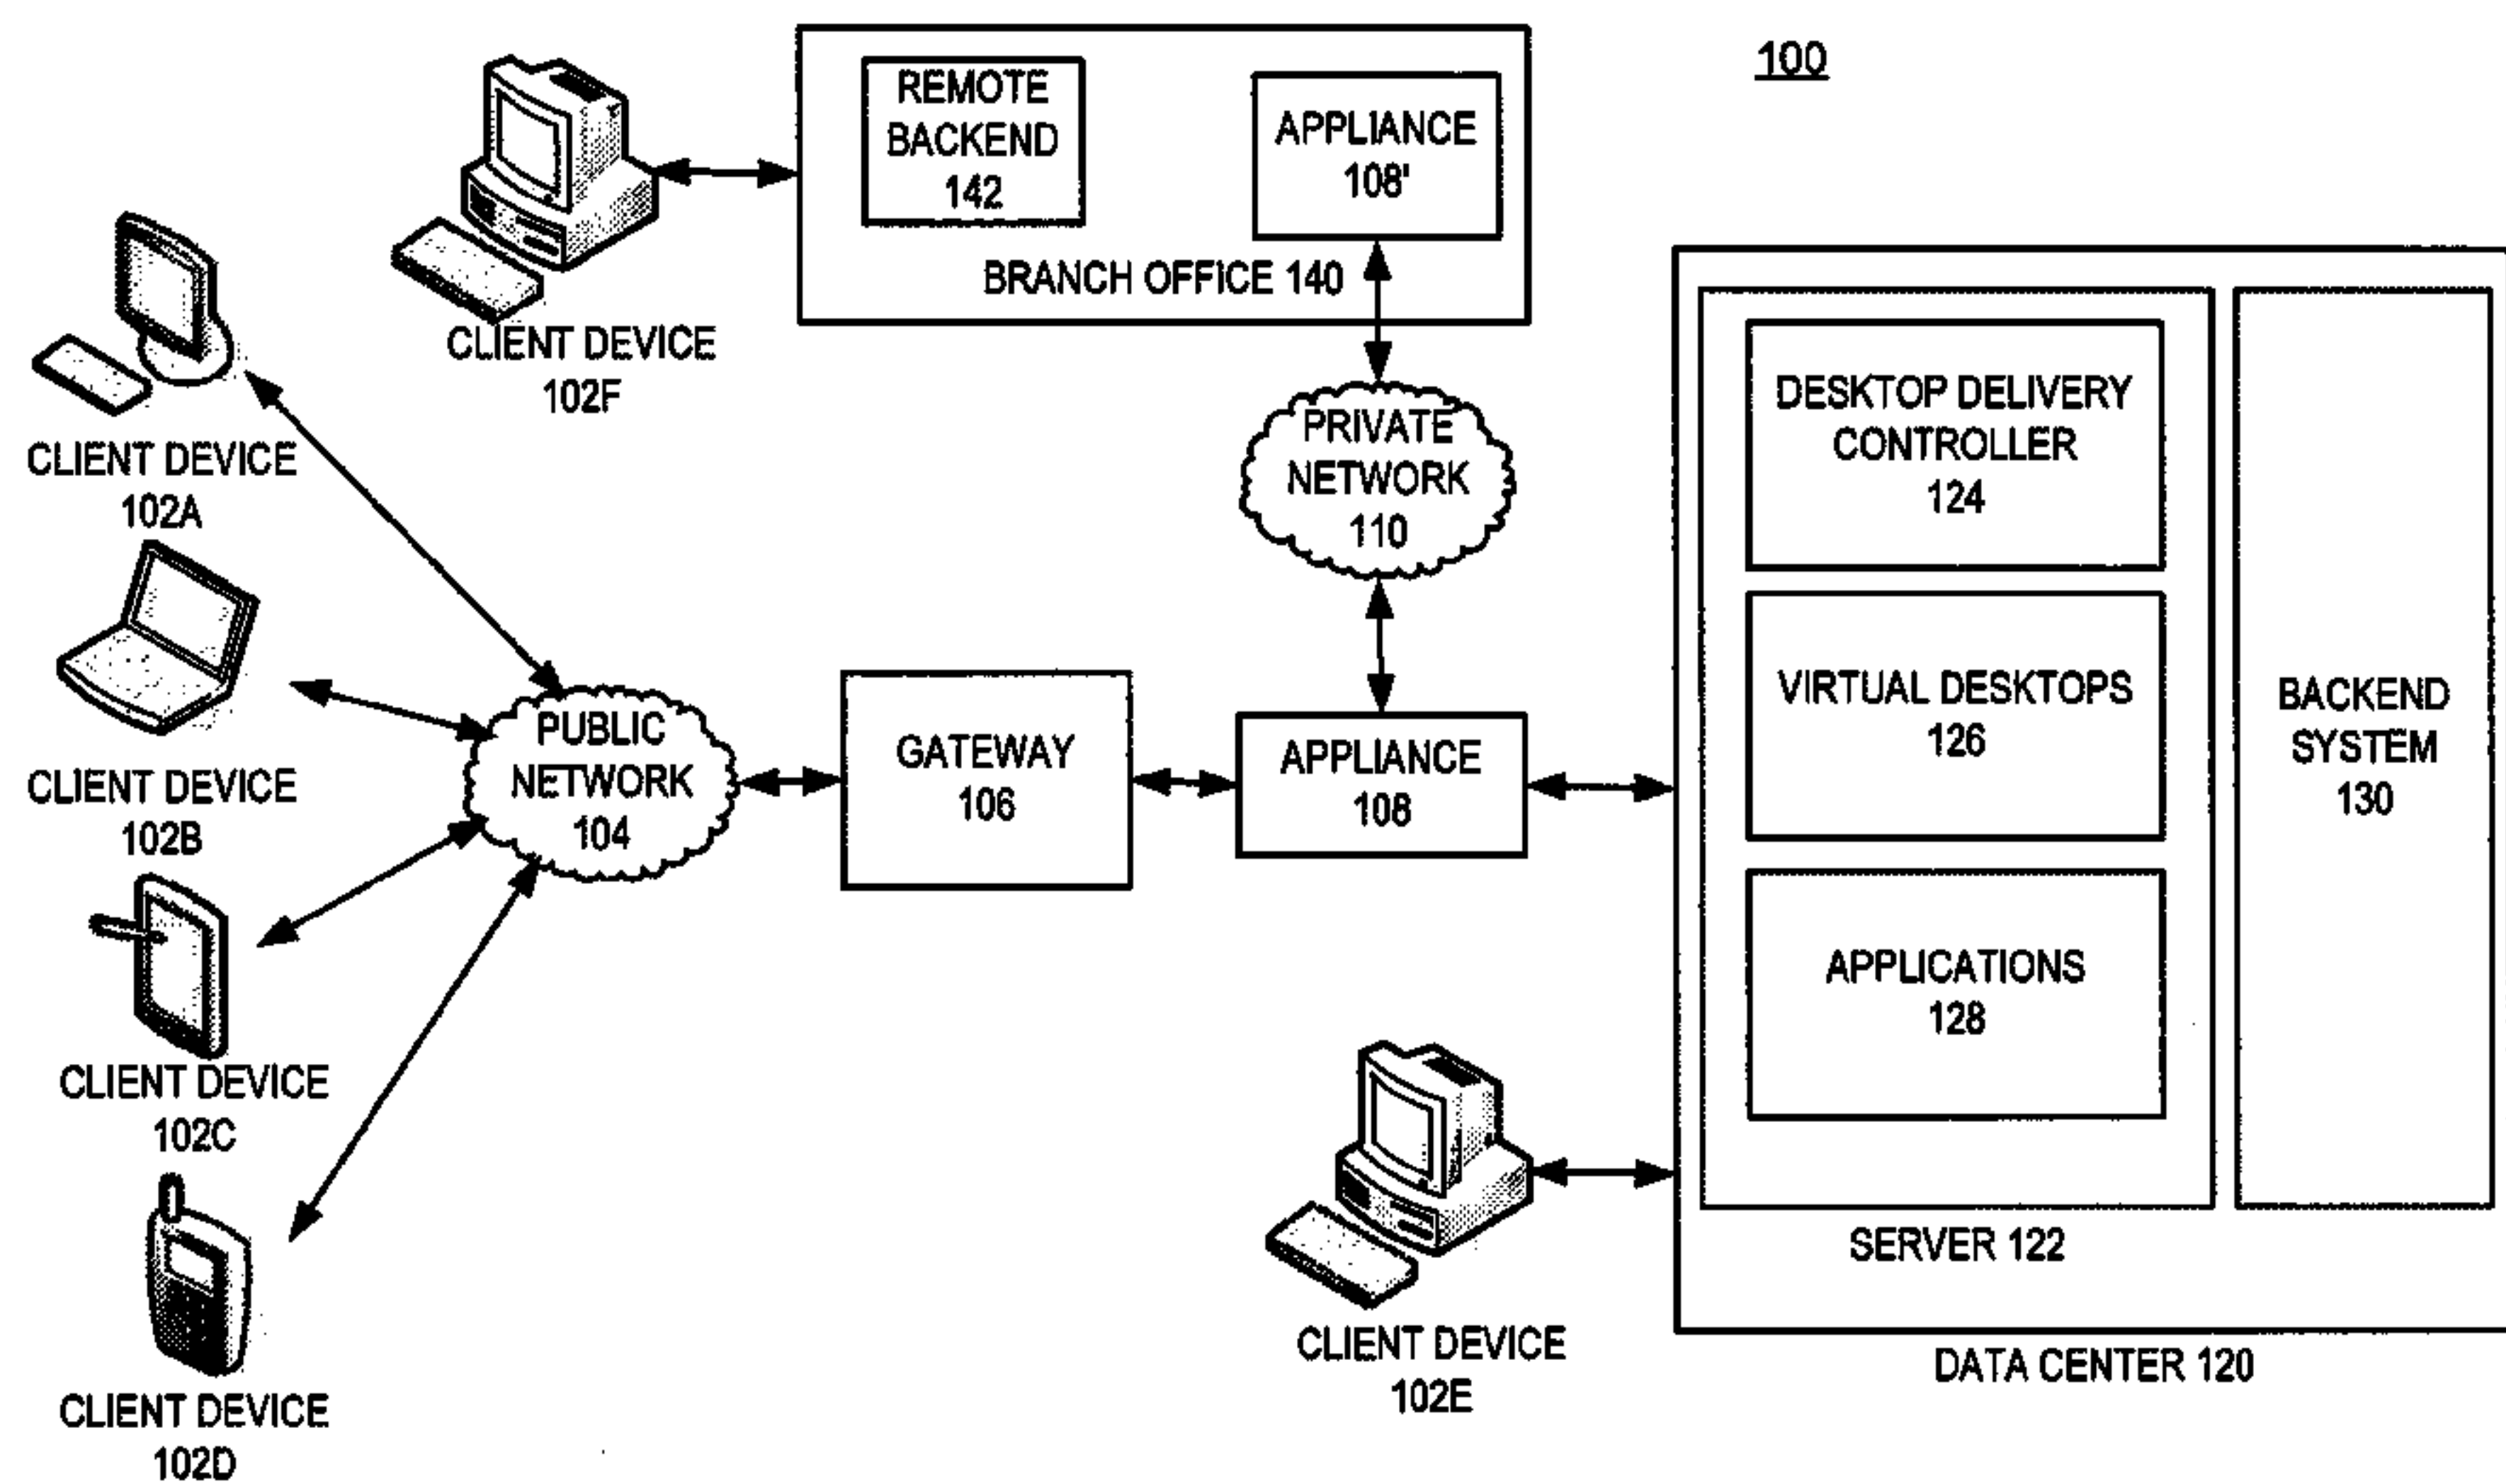 100
REMOTE
BACKEND
142
APPLIANCE
108'
BRANCH OFFICE 140
CLIENT DEVICE
102F
CLIENT DEVICE
102A
PRIVATE
NETWORK
110
DESKTOP DELIVERY
CONTROLLER
124
CLIENT DEVICE
102B
PUBLIC
NETWORK
104
GATEWAY
106
APPLIANCE
108
VIRTUAL DESKTOPS
126
BACKEND
SYSTEM
130
APPLICATIONS
128
CLIENT DEVICE
102C
SERVER 122
CLIENT DEVICE
102E
DATA CENTER 120
CLIENT DEVICE
102D